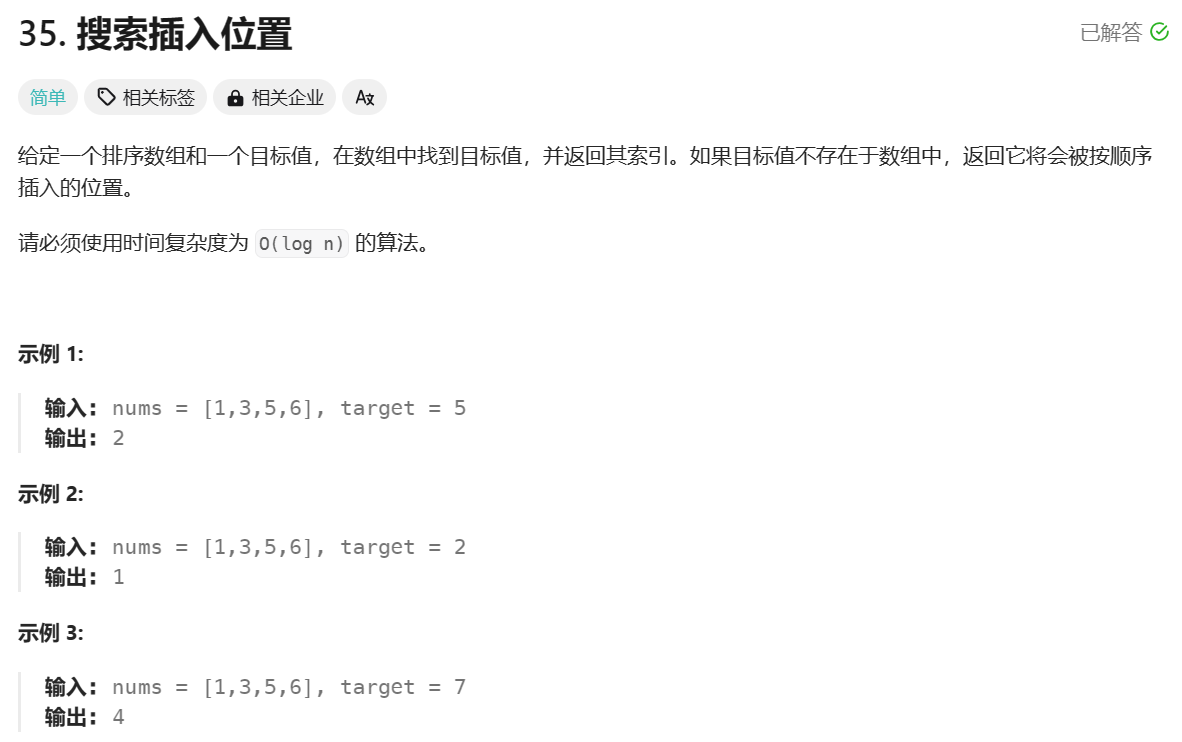 35. 搜索插入位置
已解答
简单 相关标签 相关企业 Aあ
给定一个排序数组和一个目标值，在数组中找到目标值，并返回其索引。如果目标值不存在于数组中，返回它将会被按顺序
插入的位置。
请必须使用时间复杂度为 O(log n) 的算法。
示例 1:
输入: nums = [1,3,5,6], target = 5
输出: 2
示例 2:
输入: nums = [1,3,5,6], target = 2
输出: 1
示例 3:
输入: nums = [1,3,5,6], target = 7
输出: 4